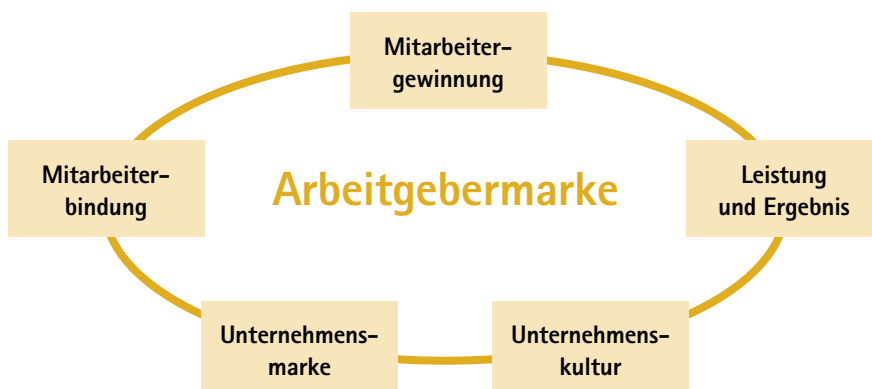 Mitarbeiter-
gewinnung
Mitarbeiter-
bindung
Arbeitgebermarke
Leistung
und Ergebnis
Unternehmens-
marke
Unternehmens-
kultur